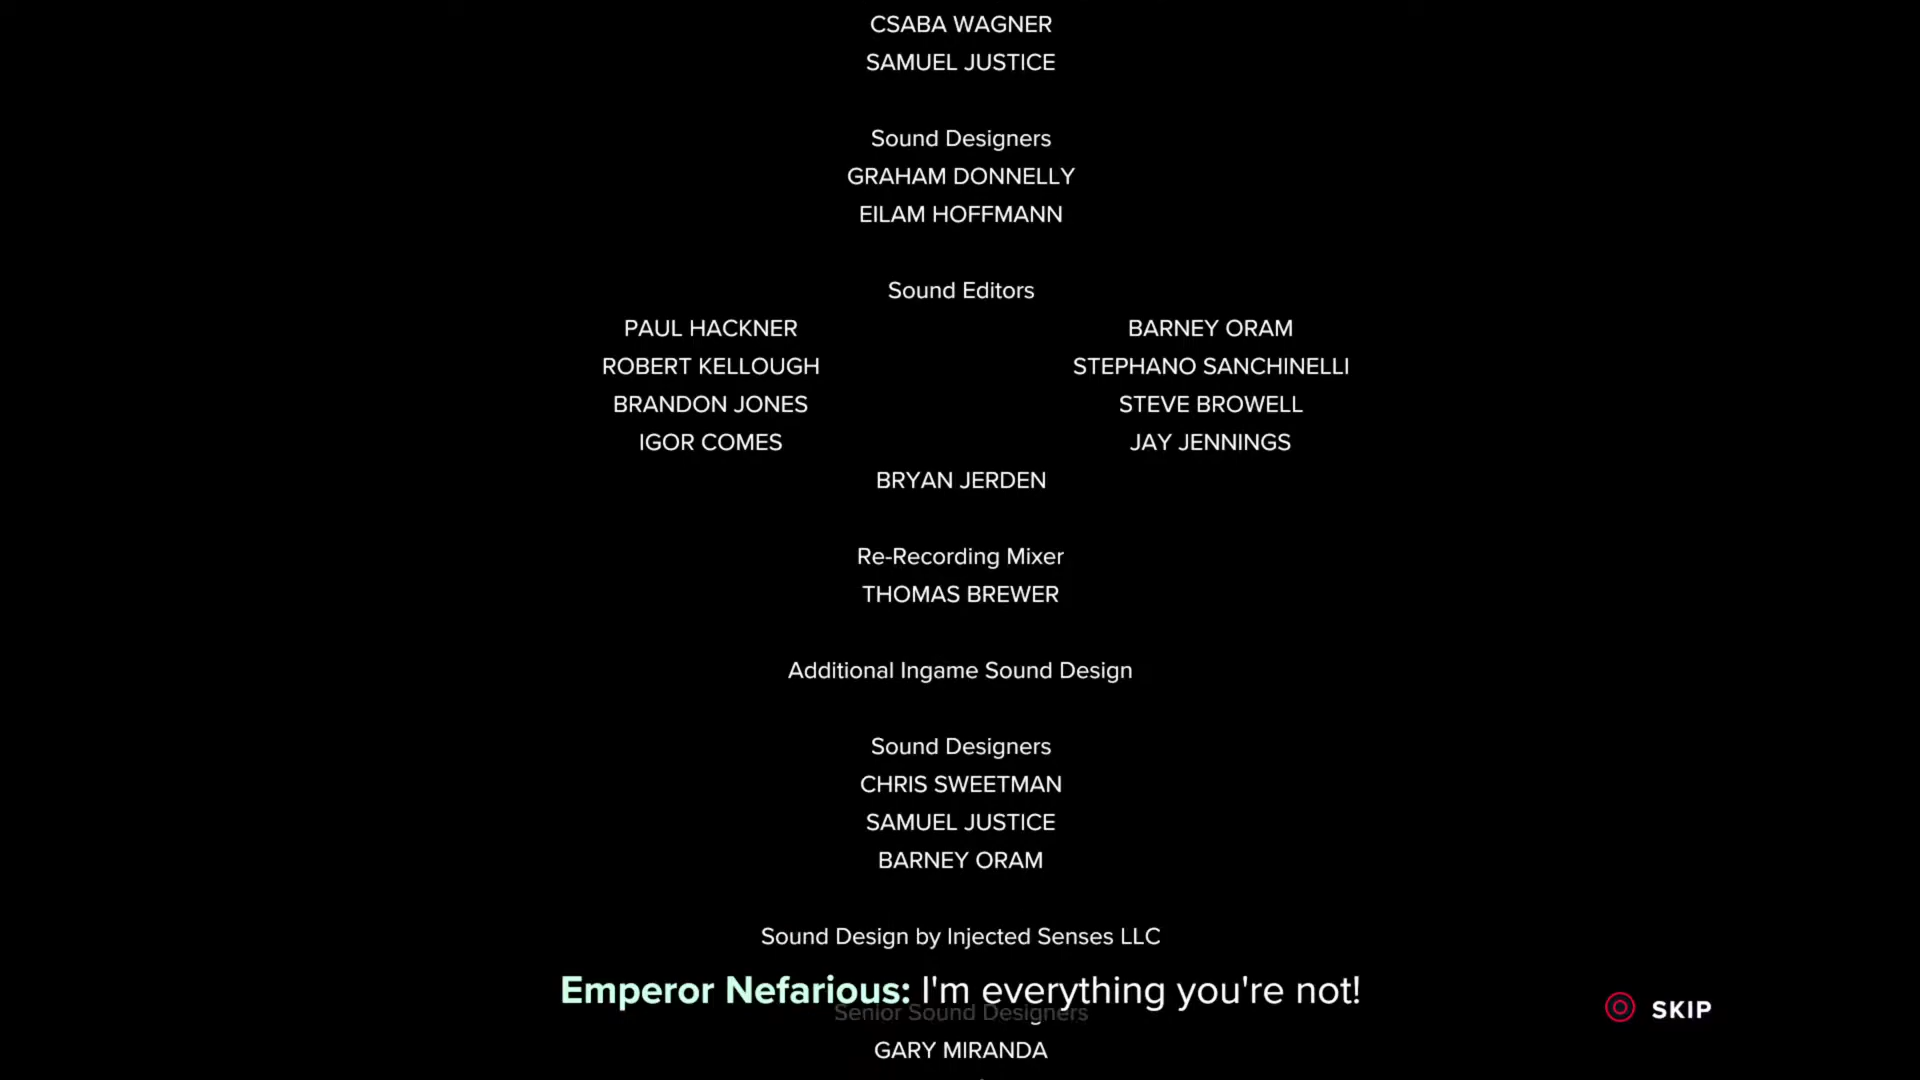 CSABA WAGNER
SAMUEL JUSTICE
Sound Designers
GRAHAM DONNELLY
EILAM HOFFMANN
Sound Editors
PAUL HACKNER BARNEY ORAM
ROBERT KELLOUGH STEPHANO SANCHINELLI
BRANDON JONES STEVE BROWELL
IGOR COMES JAY JENNINGS
BRYAN JERDEN
Re-Recording Mixer
THOMAS BREWER
Additional Ingame Sound Design
Sound Designers
CHRIS SWEETMAN
SAMUEL JUSTICE
BARNEY ORAM
Sound Design by Injected Senses LLC
Emperor Nefarious: I'm everything you're not!
Senior Sound Designers
SKIP
GARY MIRANDA